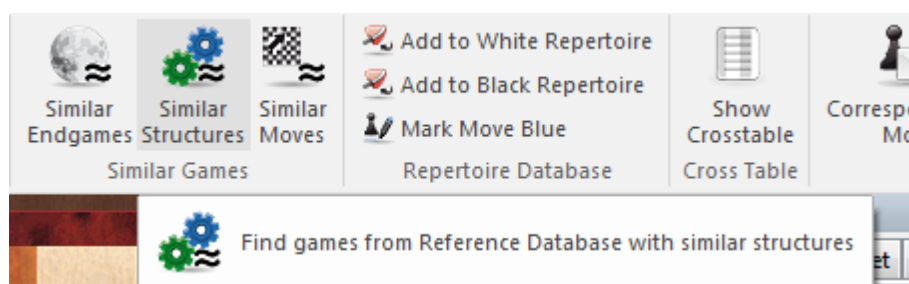 Similar Endgames
Similar Structures
Similar Moves
Similar Games
Add to White Repertoire
Add to Black Repertoire
Mark Move Blue
Repertoire Database
Show Crosstable
Cross Table
Find games from Reference Database with similar structures